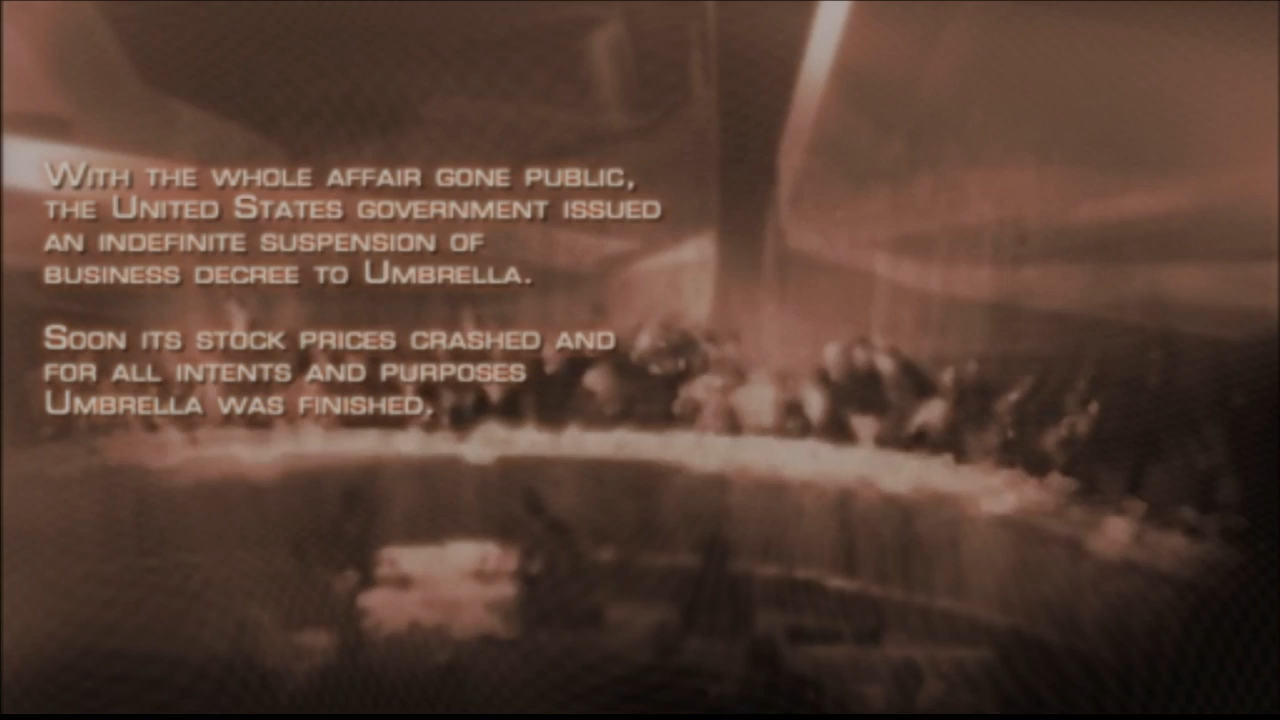 With the whole affair gone public,
the United States government issued
an indefinite suspension of
business decree to Umbrella.
Soon its stock prices crashed and
for all intents and purposes
Umbrella was finished.